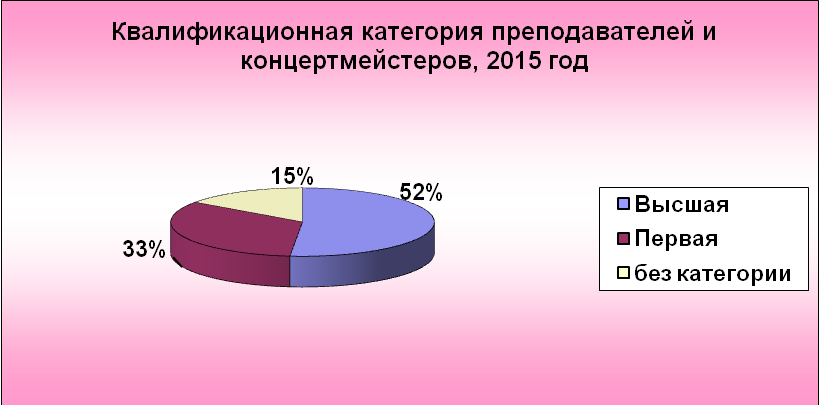 Квалификационная категория преподавателей и
концертмейстеров, 2015 год
15%
52%
33%
Высшая
Первая
без категории